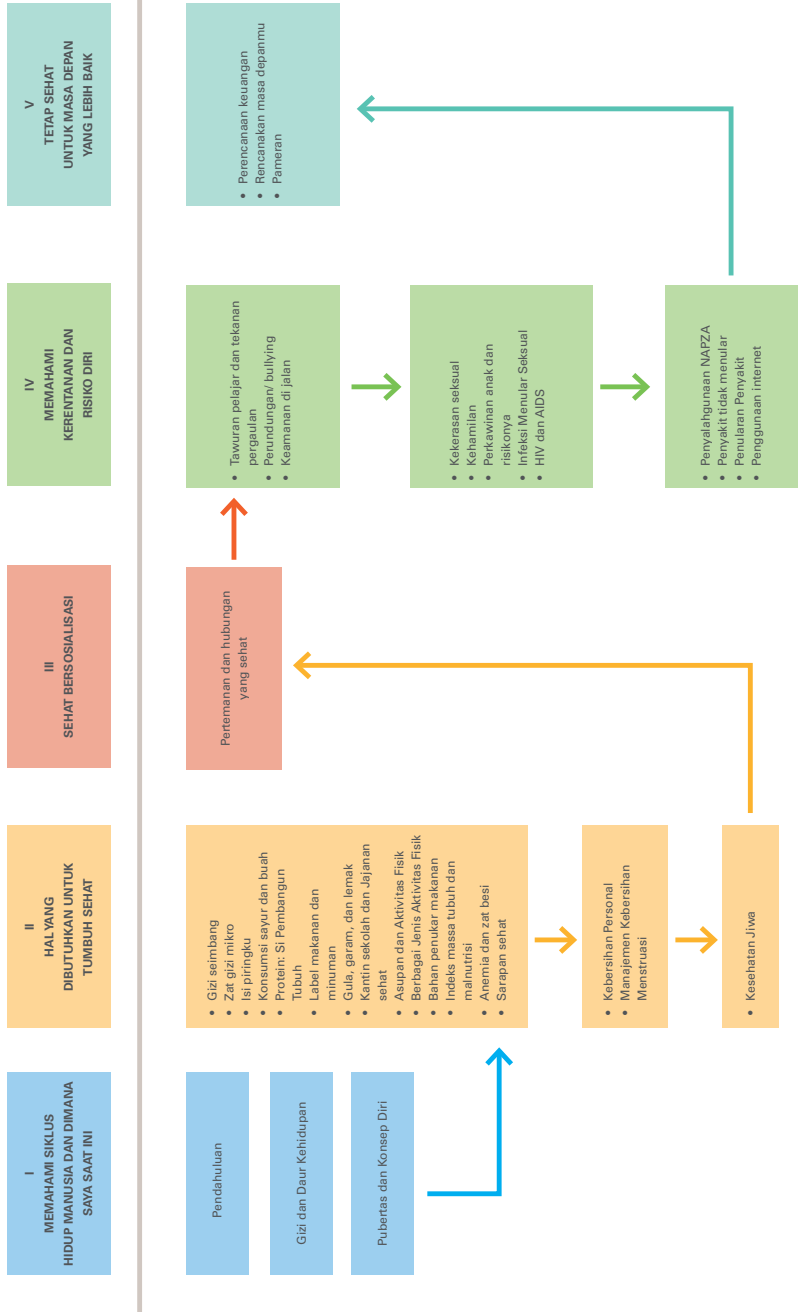 I
MEMAHAMI SIKLUS
HIDUP MANUSIA DAN DIMANA
SAYA SAAT INI
II
HAL YANG
DIBUTUHKAN UNTUK
TUMBUH SEHAT
III
SEHAT BERSOSIALISASI
IV
MEMAHAMI
KERENTANAN DAN
RISIKO DIRI
V
TETAP SEHAT
UNTUK MASA DEPAN
YANG LEBIH BAIK
Pendahuluan
Gizi dan Daur Kehidupan
Pubertas dan Konsep Diri
• Gizi seimbang
• Zat gizi mikro
• Isi piringku
• Konsumsi sayur dan buah
• Protein: Si Pembangun
Tubuh
• Label makanan dan
minuman
• Gula, garam, dan lemak
• Kantin sekolah dan Jajanan
sehat
• Asupan dan Aktivitas Fisik
• Berbagai Jenis Aktivitas Fisik
• Bahan penukar makanan
• Indeks massa tubuh dan
malnutrisi
• Anemia dan zat besi
• Sarapan sehat
• Kebersihan Personal
• Manajemen Kebersihan
Menstruasi
• Kesehatan Jiwa
Pertemanan dan hubungan
yang sehat
• Tawuran pelajar dan tekanan
pergaulan
• Perundungan/ bullying
• Keamanan di jalan
• Kekerasan seksual
• Kehamilan
• Perkawinan anak dan
risikonya
• Infeksi Menular Seksual
• HIV dan AIDS
• Penyalahgunaan NAPZA
• Penyakit tidak menular
• Penularan Penyakit
• Penggunaan internet
• Perencanaan keuangan
• Rencanakan masa depanmu
• Pameran